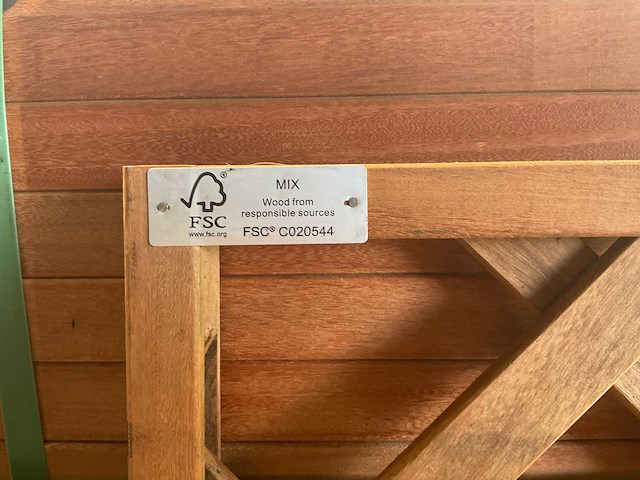 MIX
Wood from
responsible sources
FSC® C020544
®
FSC
www.fsc.org